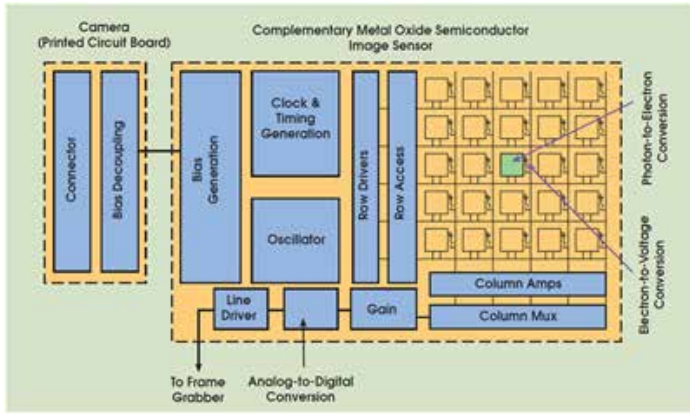 Camera
(Printed Circuit Board)
Complementary Metal Oxide Semiconductor
Image Sensor
Connector
Bias Decoupling
Bias
Generation
Clock &
Timing
Generation
Oscillator
Row Drivers
Row Access
Photon-to-Electron
Conversion
Electron-to-Voltage
Conversion
Column Amps
Column Mux
Line
Driver
Gain
To Frame
Grabber
Analog-to-Digital
Conversion